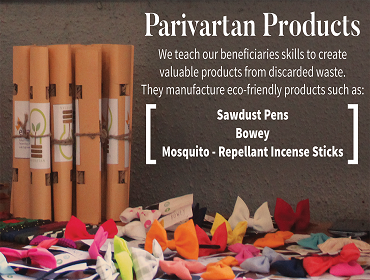 Parivartan Products
We teach our beneficiaries skills to create
valuable products from discarded waste.
They manufacture eco-friendly products such as:
Sawdust Pens
Bowey
Mosquito - Repellant Incense Sticks